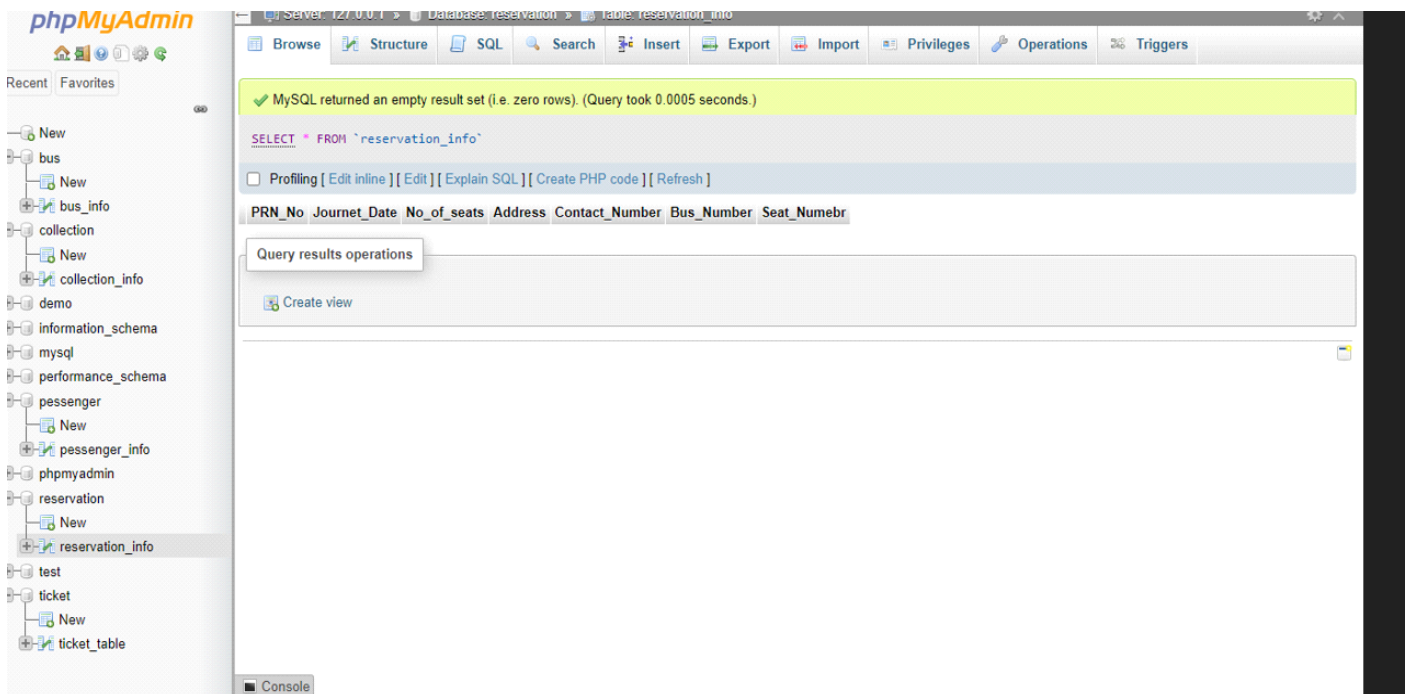 phpMyAdmin
Recent Favorites
New
bus
New
bus_info
collection
New
collection_info
demo
information_schema
mysql
performance_schema
pessenger
New
pessenger_info
phpmyadmin
reservation
New
reservation_info
test
ticket
New
ticket_table
Server: 127.0.0.1 » Database: reservation » Table: reservation_info
Browse Structure SQL Search Insert Export Import Privileges Operations Triggers
MySQL returned an empty result set (i.e. zero rows). (Query took 0.0005 seconds.)
SELECT * FROM `reservation_info`
Profiling [ Edit inline ] [ Edit ] [ Explain SQL ] [ Create PHP code ] [ Refresh ]
PRN_No Journet_Date No_of_seats Address Contact_Number Bus_Number Seat_Numebr
Query results operations
Create view
Console